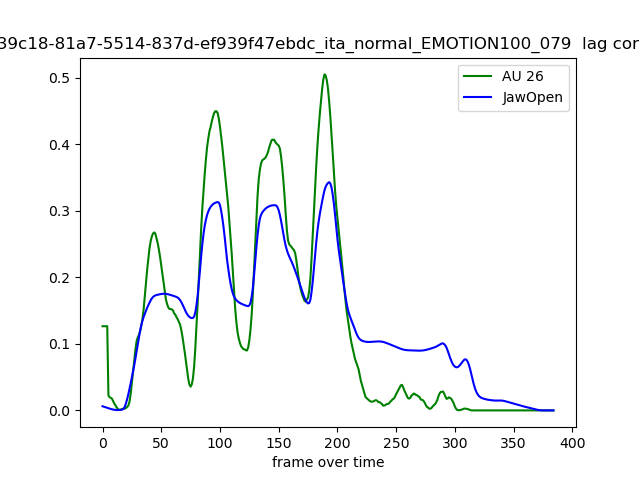 39c18-81a7-5514-837d-ef939f47ebdc_ita_normal_EMOTION100_079 lag cor
AU 26
JawOpen
0.5
0.4
0.3
0.2
0.1
0.0
0 50 100 150 200 250 300 350 400
frame over time